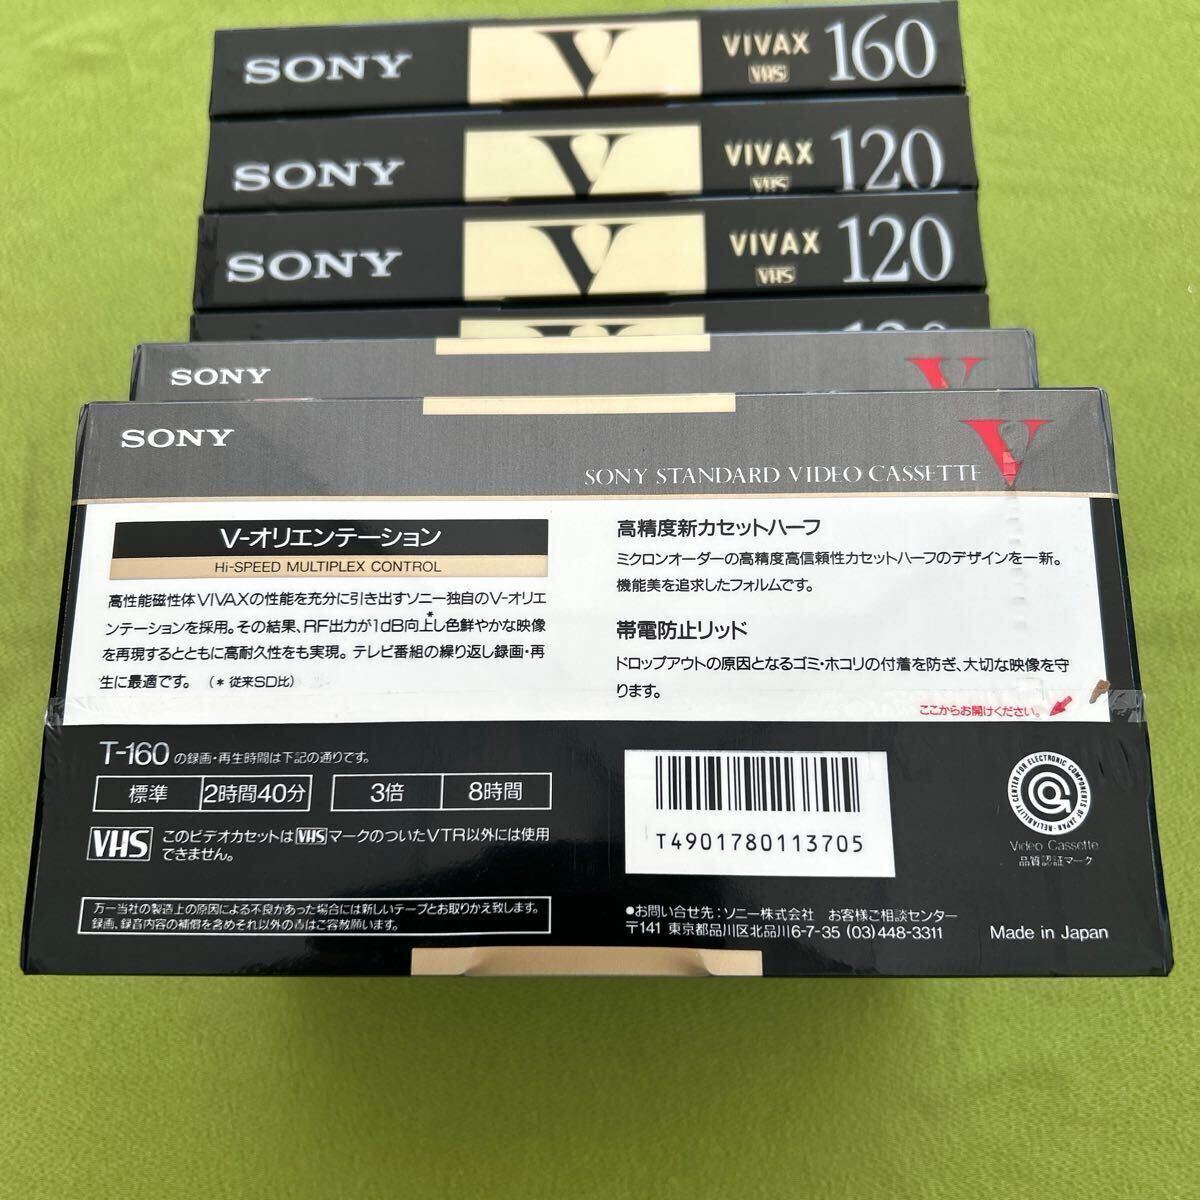 SONY V VIVAX VHS 160
SONY V VIVAX VHS 120
SONY V VIVAX VHS 120
SONY V
SONY V
SONY STANDARD VIDEO CASSETTE
V-オリエンテーション
Hi-SPEED MULTIPLEX CONTROL
高性能磁性体VIVAXの性能を充分に引き出すソニー独自のV-オリエ
ンテーションを採用。その結果、RF出力が1dB向上*し色鮮やかな映像
を再現するとともに高耐久性をも実現。テレビ番組の繰り返し録画・再
生に最適です。 (* 従来SD比)
高精度新カセットハーフ
ミクロンオーダーの高精度高信頼性カセットハーフのデザインを一新。
機能美を追求したフォルムです。
帯電防止リッド
ドロップアウトの原因となるゴミ・ホコリの付着を防ぎ、大切な映像を守
ります。
ここからお開けください。
T-160の録画・再生時間は下記の通りです。
標準 2時間40分 3倍 8時間
VHS このビデオカセットはVHSマークのついたVTR以外には使用
できません。
万一当社の製造上の原因による不良があった場合には新しいテープとお取りかえ致します。
録画、録音内容の補償を含めそれ以外の責はご容赦願います。
T4901780113705
RELIABILITY CENTER FOR ELECTRONIC COMPONENTS OF JAPAN
Video Cassette
品質認証マーク
●お問い合せ先:ソニー株式会社 お客様ご相談センター
〒141 東京都品川区北品川6-7-35 (03)448-3311
Made in Japan